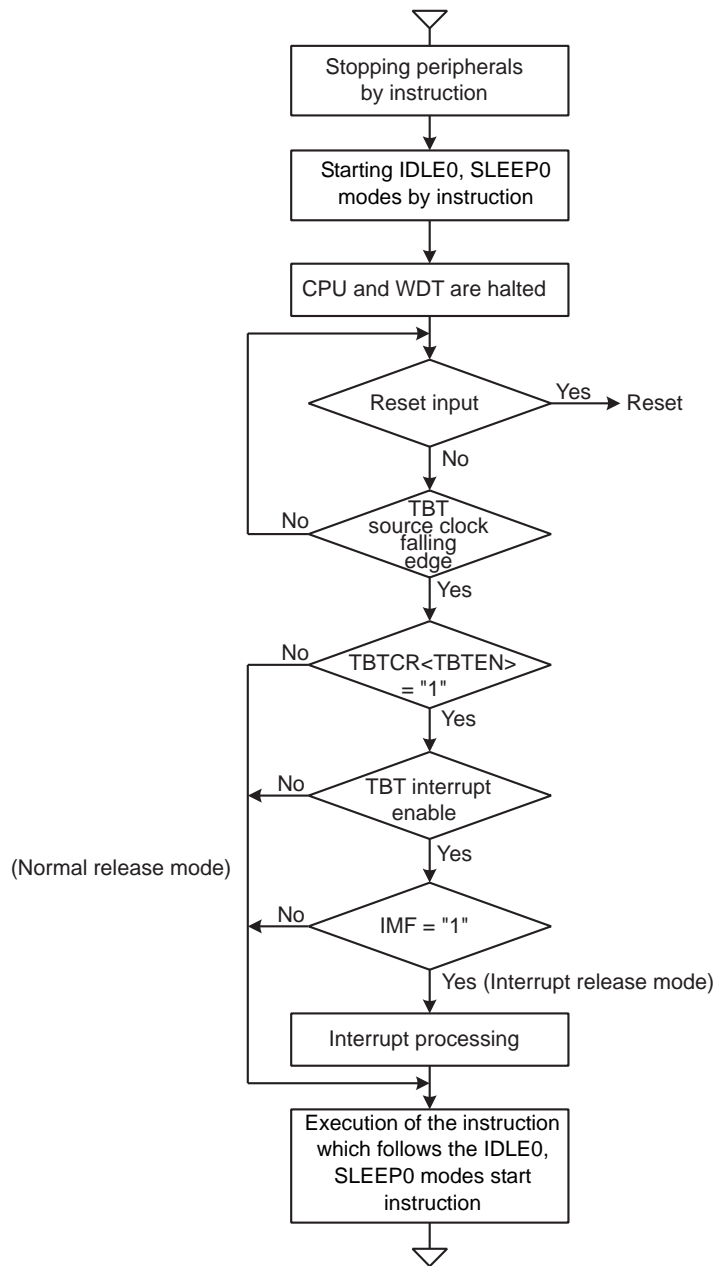 Stopping peripherals
by instruction
Starting IDLE0, SLEEP0
modes by instruction
CPU and WDT are halted
Reset input
Yes
Reset
No
No
TBT
source clock
falling
edge
Yes
No
TBTCR<TBTEN>
= "1"
Yes
No
TBT interrupt
enable
Yes
(Normal release mode)
No
IMF = "1"
Yes (Interrupt release mode)
Interrupt processing
Execution of the instruction
which follows the IDLE0,
SLEEP0 modes start
instruction